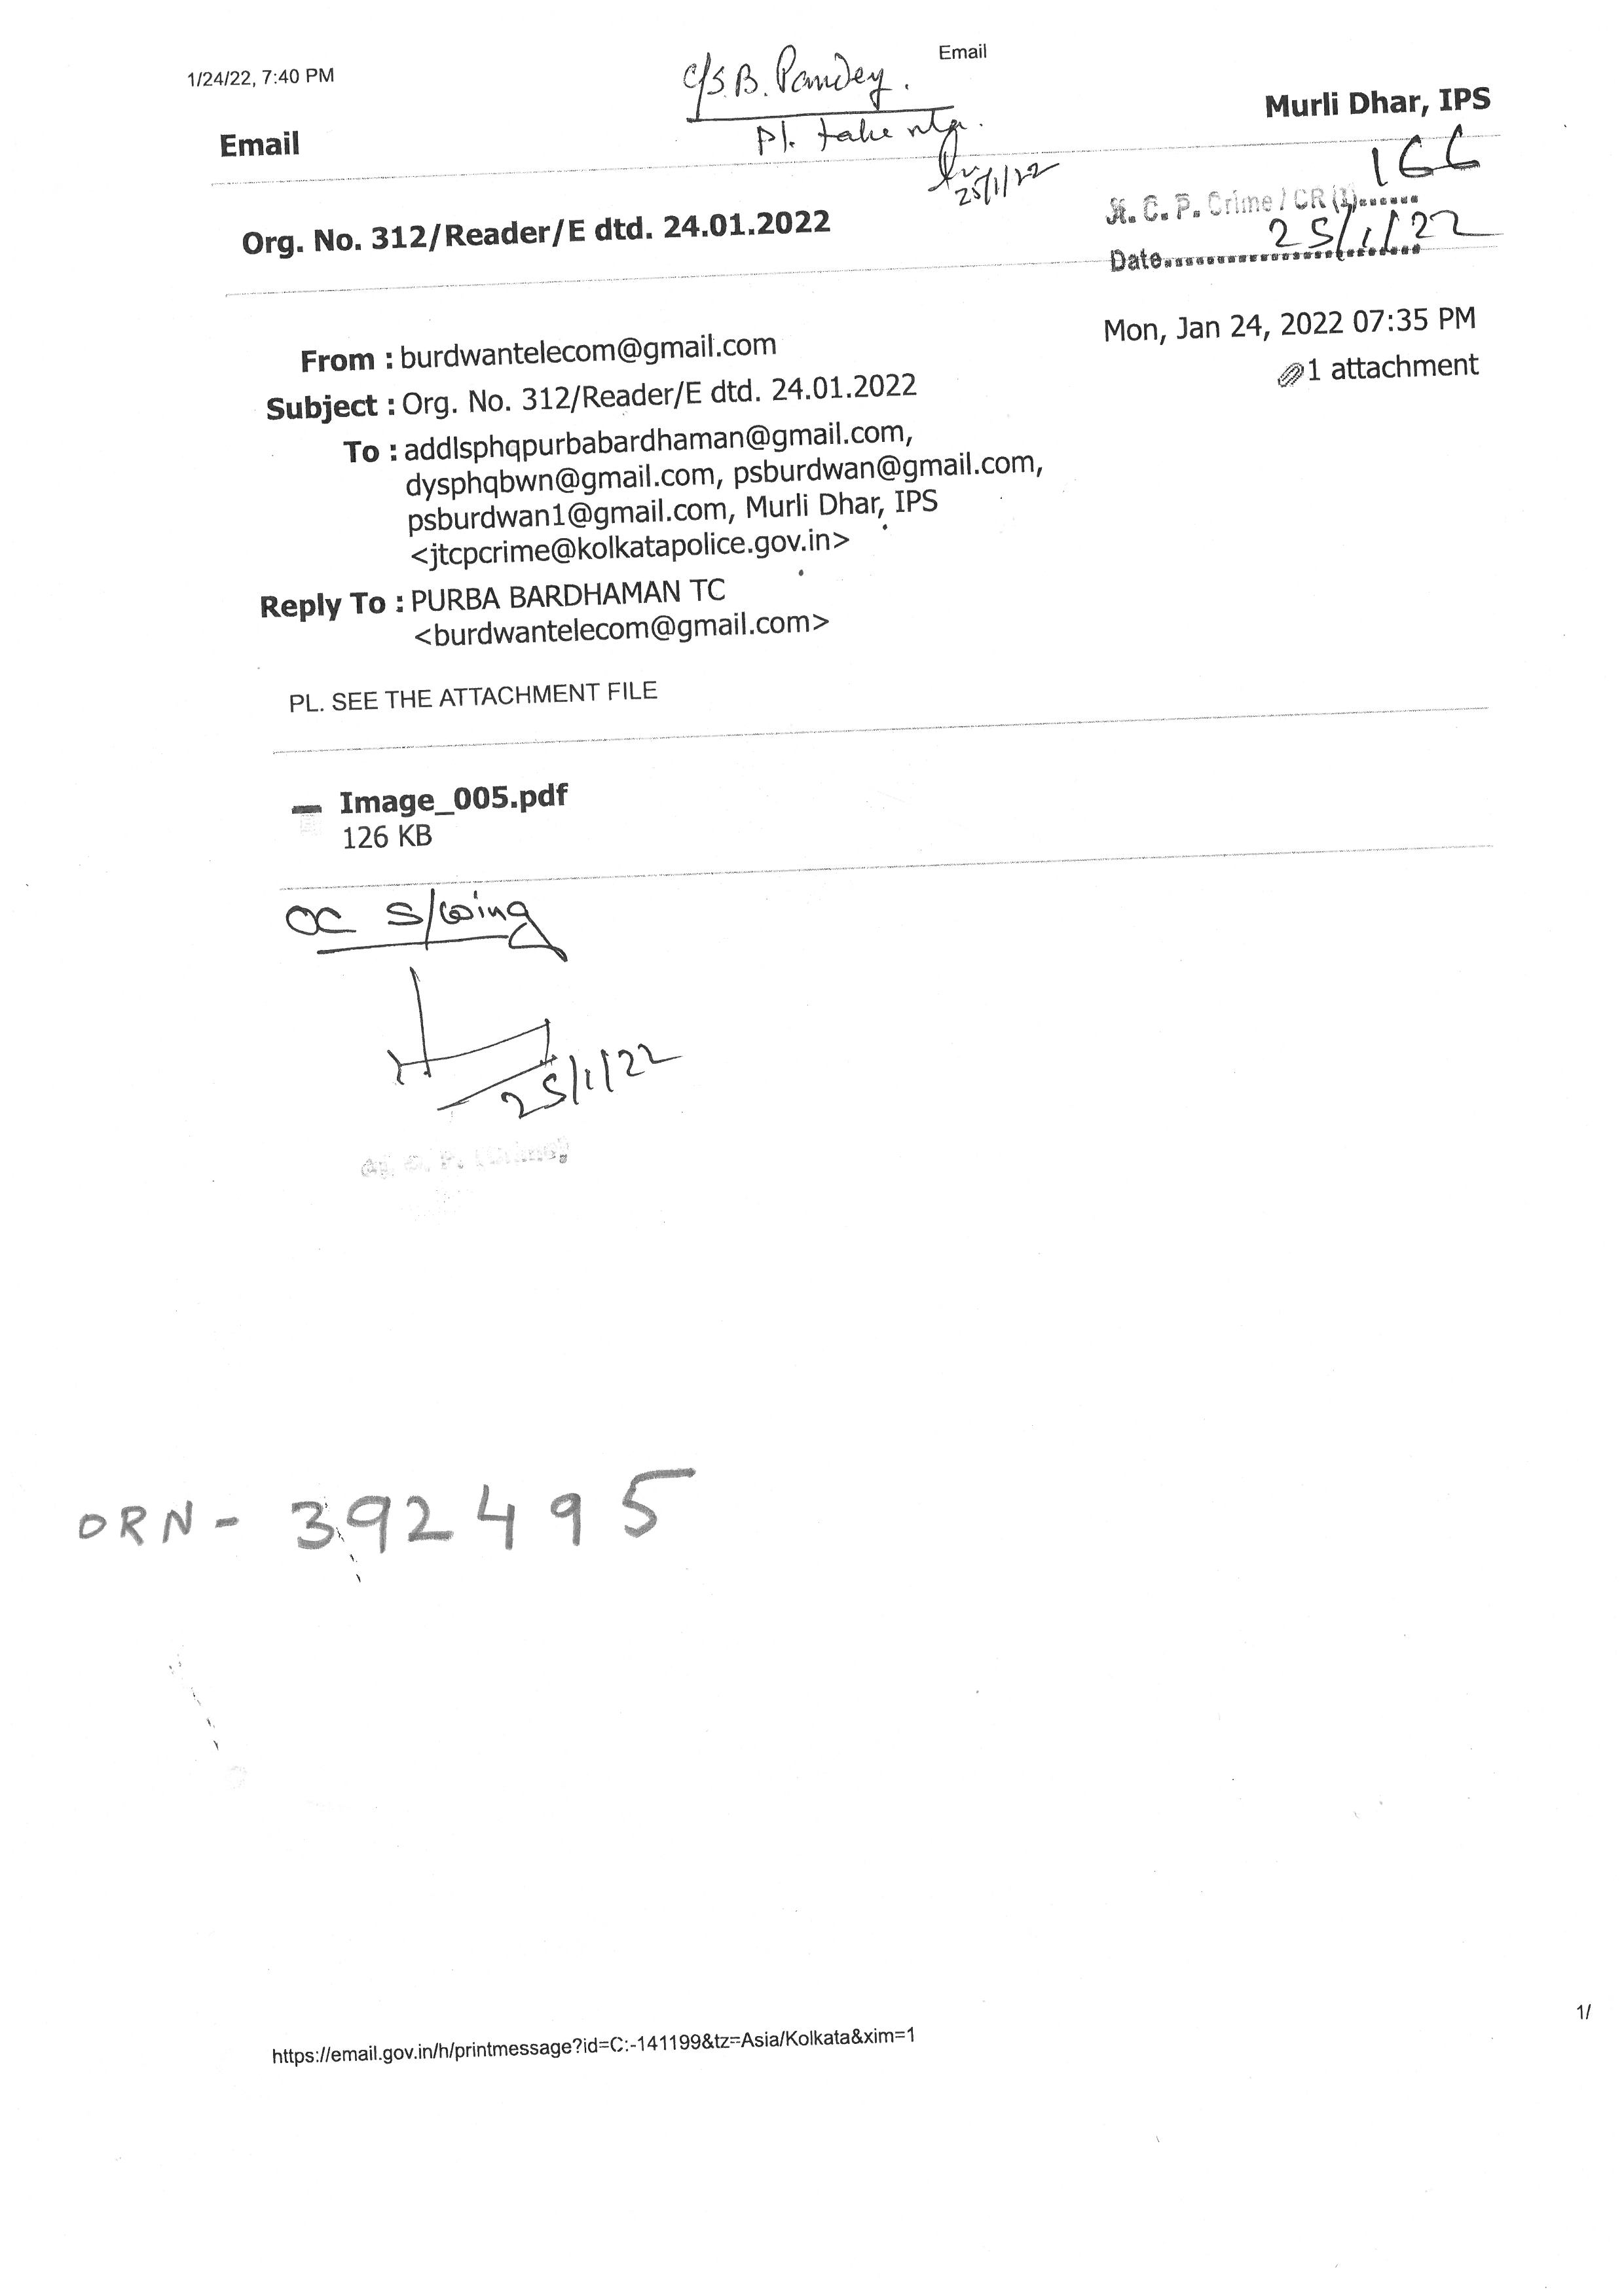 1/24/22, 7:40 PM
Email
C/S.B. Pandey.
Email
Murli Dhar, IPS
Pl. take
25/1/22
166
Jt. C. P. Crime / CR (I).......
Org. No. 312/Reader/E dtd. 24.01.2022
Date.......................... 25/1/22
From : burdwantelecom@gmail.com
Mon, Jan 24, 2022 07:35 PM
Subject : Org. No. 312/Reader/E dtd. 24.01.2022
1 attachment
To : addlsphqpurbabardhaman@gmail.com,
dysphqbwn@gmail.com, psburdwan@gmail.com,
psburdwan1@gmail.com, Murli Dhar, IPS
<jtcpcrime@kolkatapolice.gov.in>
Reply To : PURBA BARDHAMAN TC
<burdwantelecom@gmail.com>
PL. SEE THE ATTACHMENT FILE
Image_005.pdf
126 KB
OC S/Wing
25/1/22
ORN - 392495
1/
https://email.gov.in/h/printmessage?id=C:-141199&tz=Asia/Kolkata&xim=1